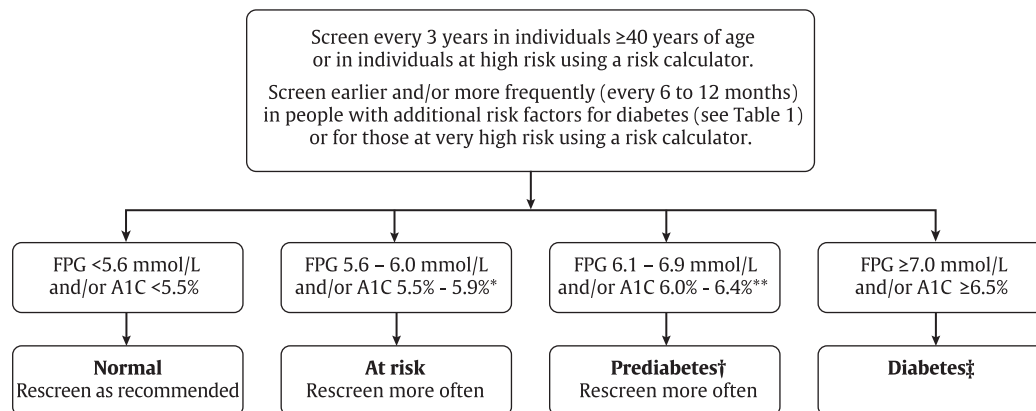 Screen every 3 years in individuals ≥40 years of age
or in individuals at high risk using a risk calculator.
Screen earlier and/or more frequently (every 6 to 12 months)
in people with additional risk factors for diabetes (see Table 1)
or for those at very high risk using a risk calculator.
FPG <5.6 mmol/L
and/or A1C <5.5%
FPG 5.6 – 6.0 mmol/L
and/or A1C 5.5% - 5.9%*
FPG 6.1 – 6.9 mmol/L
and/or A1C 6.0% - 6.4%**
FPG ≥7.0 mmol/L
and/or A1C ≥6.5%
Normal
Rescreen as recommended
At risk
Rescreen more often
Prediabetes†
Rescreen more often
Diabetes‡